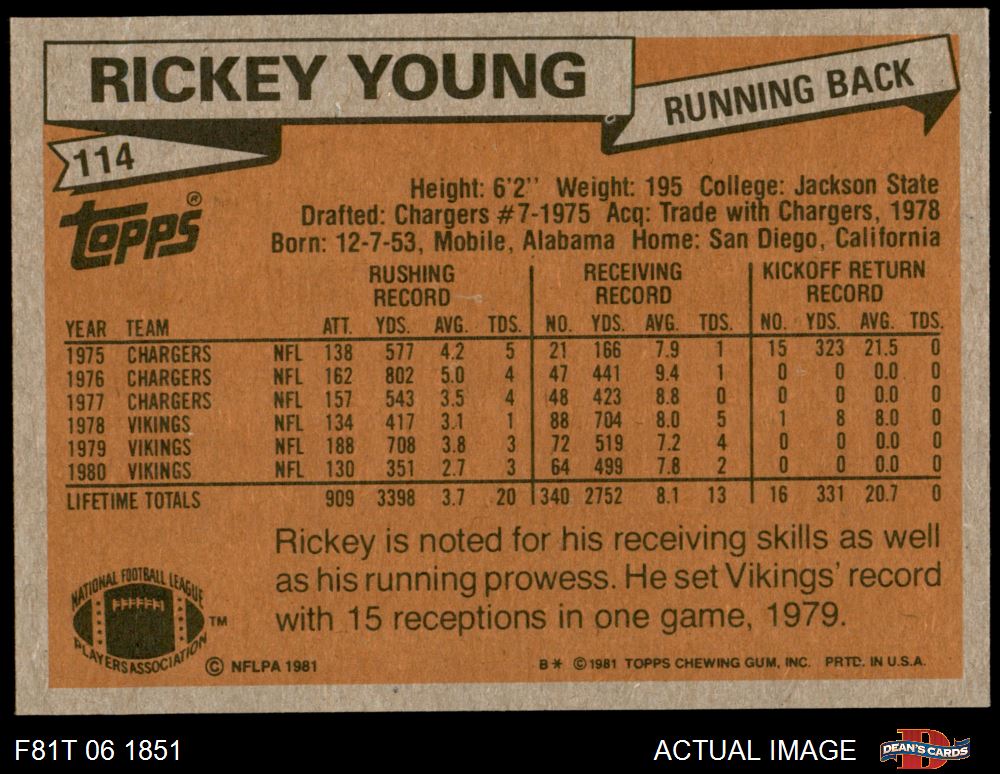 RICKEY YOUNG
RUNNING BACK
114
Topps®
Height: 6'2'' Weight: 195 College: Jackson State
Drafted: Chargers #7-1975 Acq: Trade with Chargers, 1978
Born: 12-7-53, Mobile, Alabama Home: San Diego, California
RUSHING RECORD RECEIVING RECORD KICKOFF RETURN RECORD
YEAR TEAM ATT. YDS. AVG. TDS. NO. YDS. AVG. TDS. NO. YDS. AVG. TDS.
1975 CHARGERS NFL 138 577 4.2 5 21 166 7.9 1 15 323 21.5 0
1976 CHARGERS NFL 162 802 5.0 4 47 441 9.4 1 0 0 0.0 0
1977 CHARGERS NFL 157 543 3.5 4 48 423 8.8 0 0 0 0.0 0
1978 VIKINGS NFL 134 417 3.1 1 88 704 8.0 5 1 8 8.0 0
1979 VIKINGS NFL 188 708 3.8 3 72 519 7.2 4 0 0 0.0 0
1980 VIKINGS NFL 130 351 2.7 3 64 499 7.8 2 0 0 0.0 0
LIFETIME TOTALS 909 3398 3.7 20 340 2752 8.1 13 16 331 20.7 0
Rickey is noted for his receiving skills as well
as his running prowess. He set Vikings' record
with 15 receptions in one game, 1979.
NATIONAL FOOTBALL LEAGUE
PLAYERS ASSOCIATION
TM
© NFLPA 1981
B* ©1981 TOPPS CHEWING GUM, INC. PRTD. IN U.S.A.
F81T 06 1851
ACTUAL IMAGE
DEAN'S CARDS